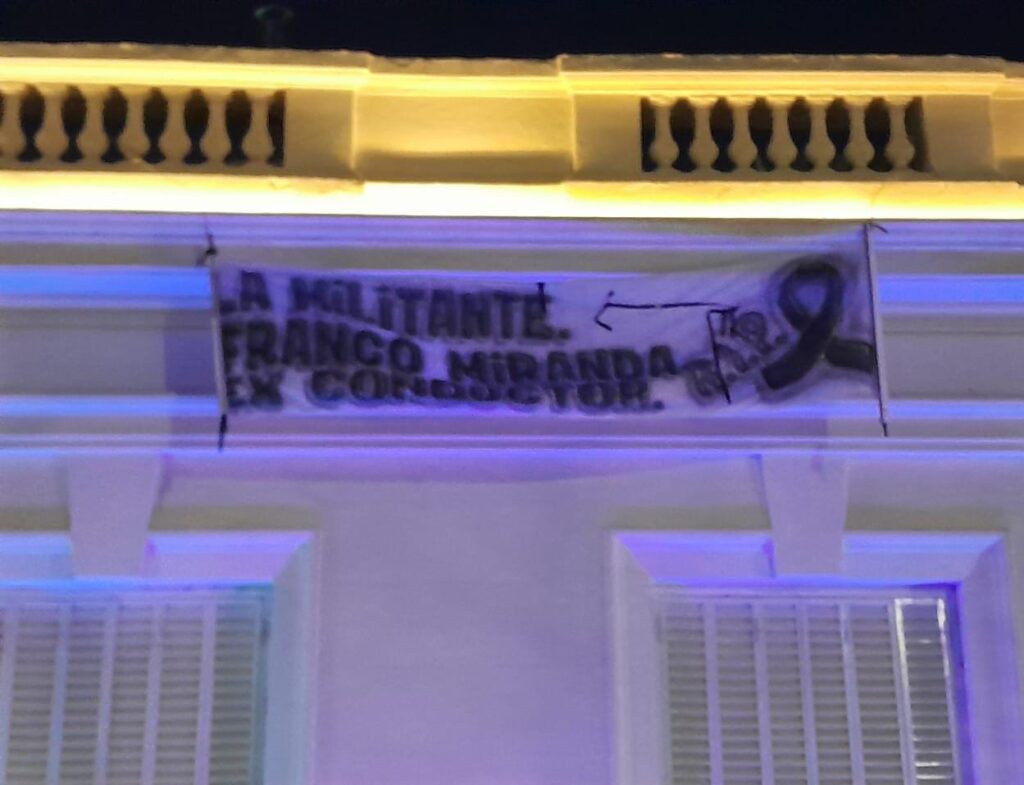 LA MiLiTANTE.
FRANCO MiRANDA
EX CONDUCTOR.